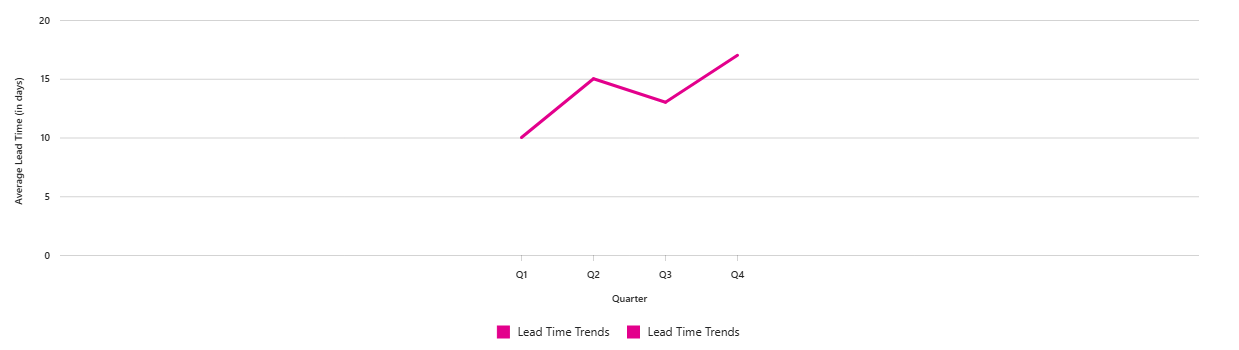 20
15
10
5
0
Average Lead Time (in days)
Q1 Q2 Q3 Q4
Quarter
Lead Time Trends Lead Time Trends